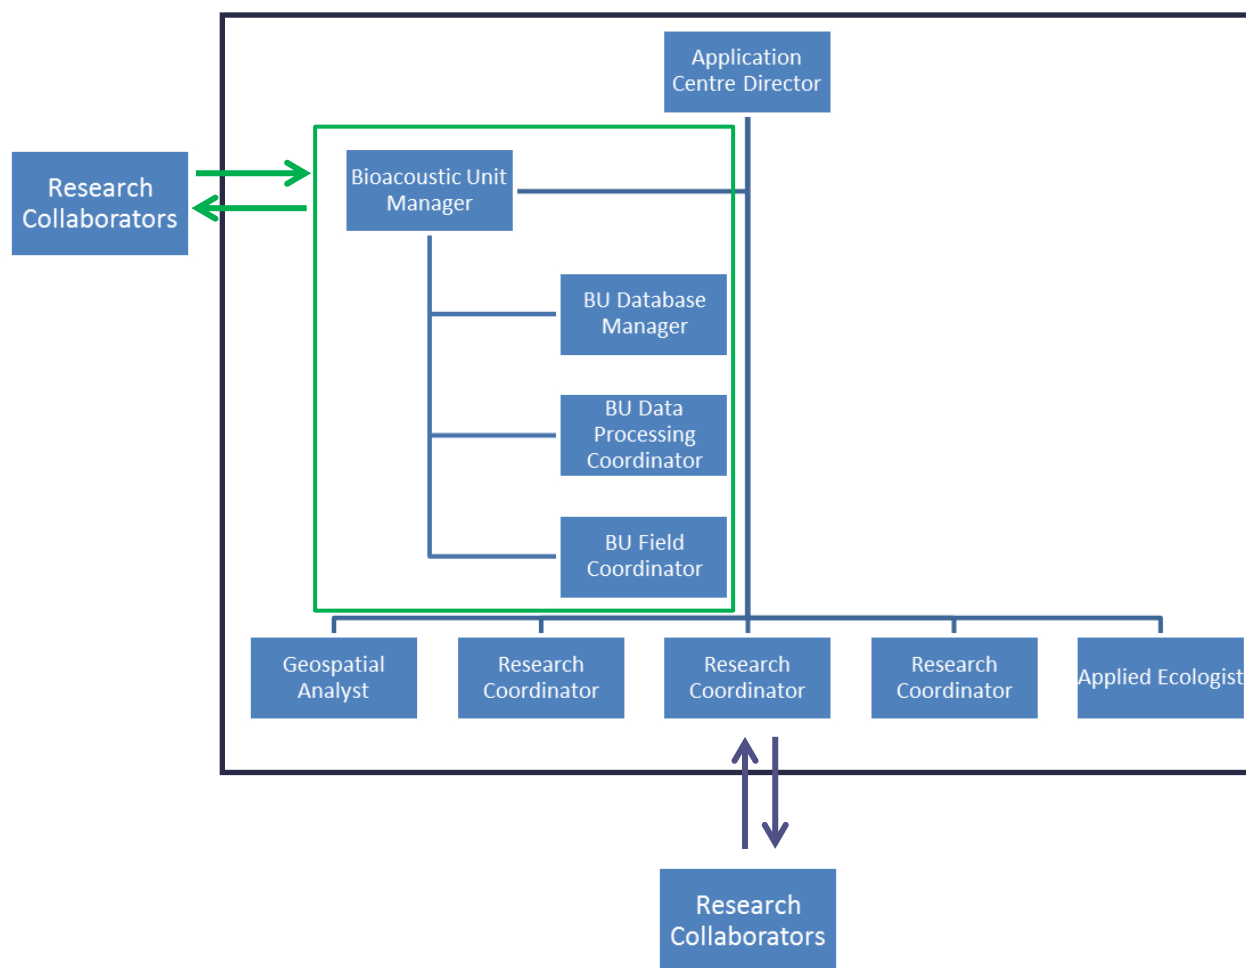 Application
Centre Director
Research
Collaborators
Bioacoustic Unit
Manager
BU Database
Manager
BU Data
Processing
Coordinator
BU Field
Coordinator
Geospatial
Analyst
Research
Coordinator
Research
Coordinator
Research
Coordinator
Applied Ecologist
Research
Collaborators